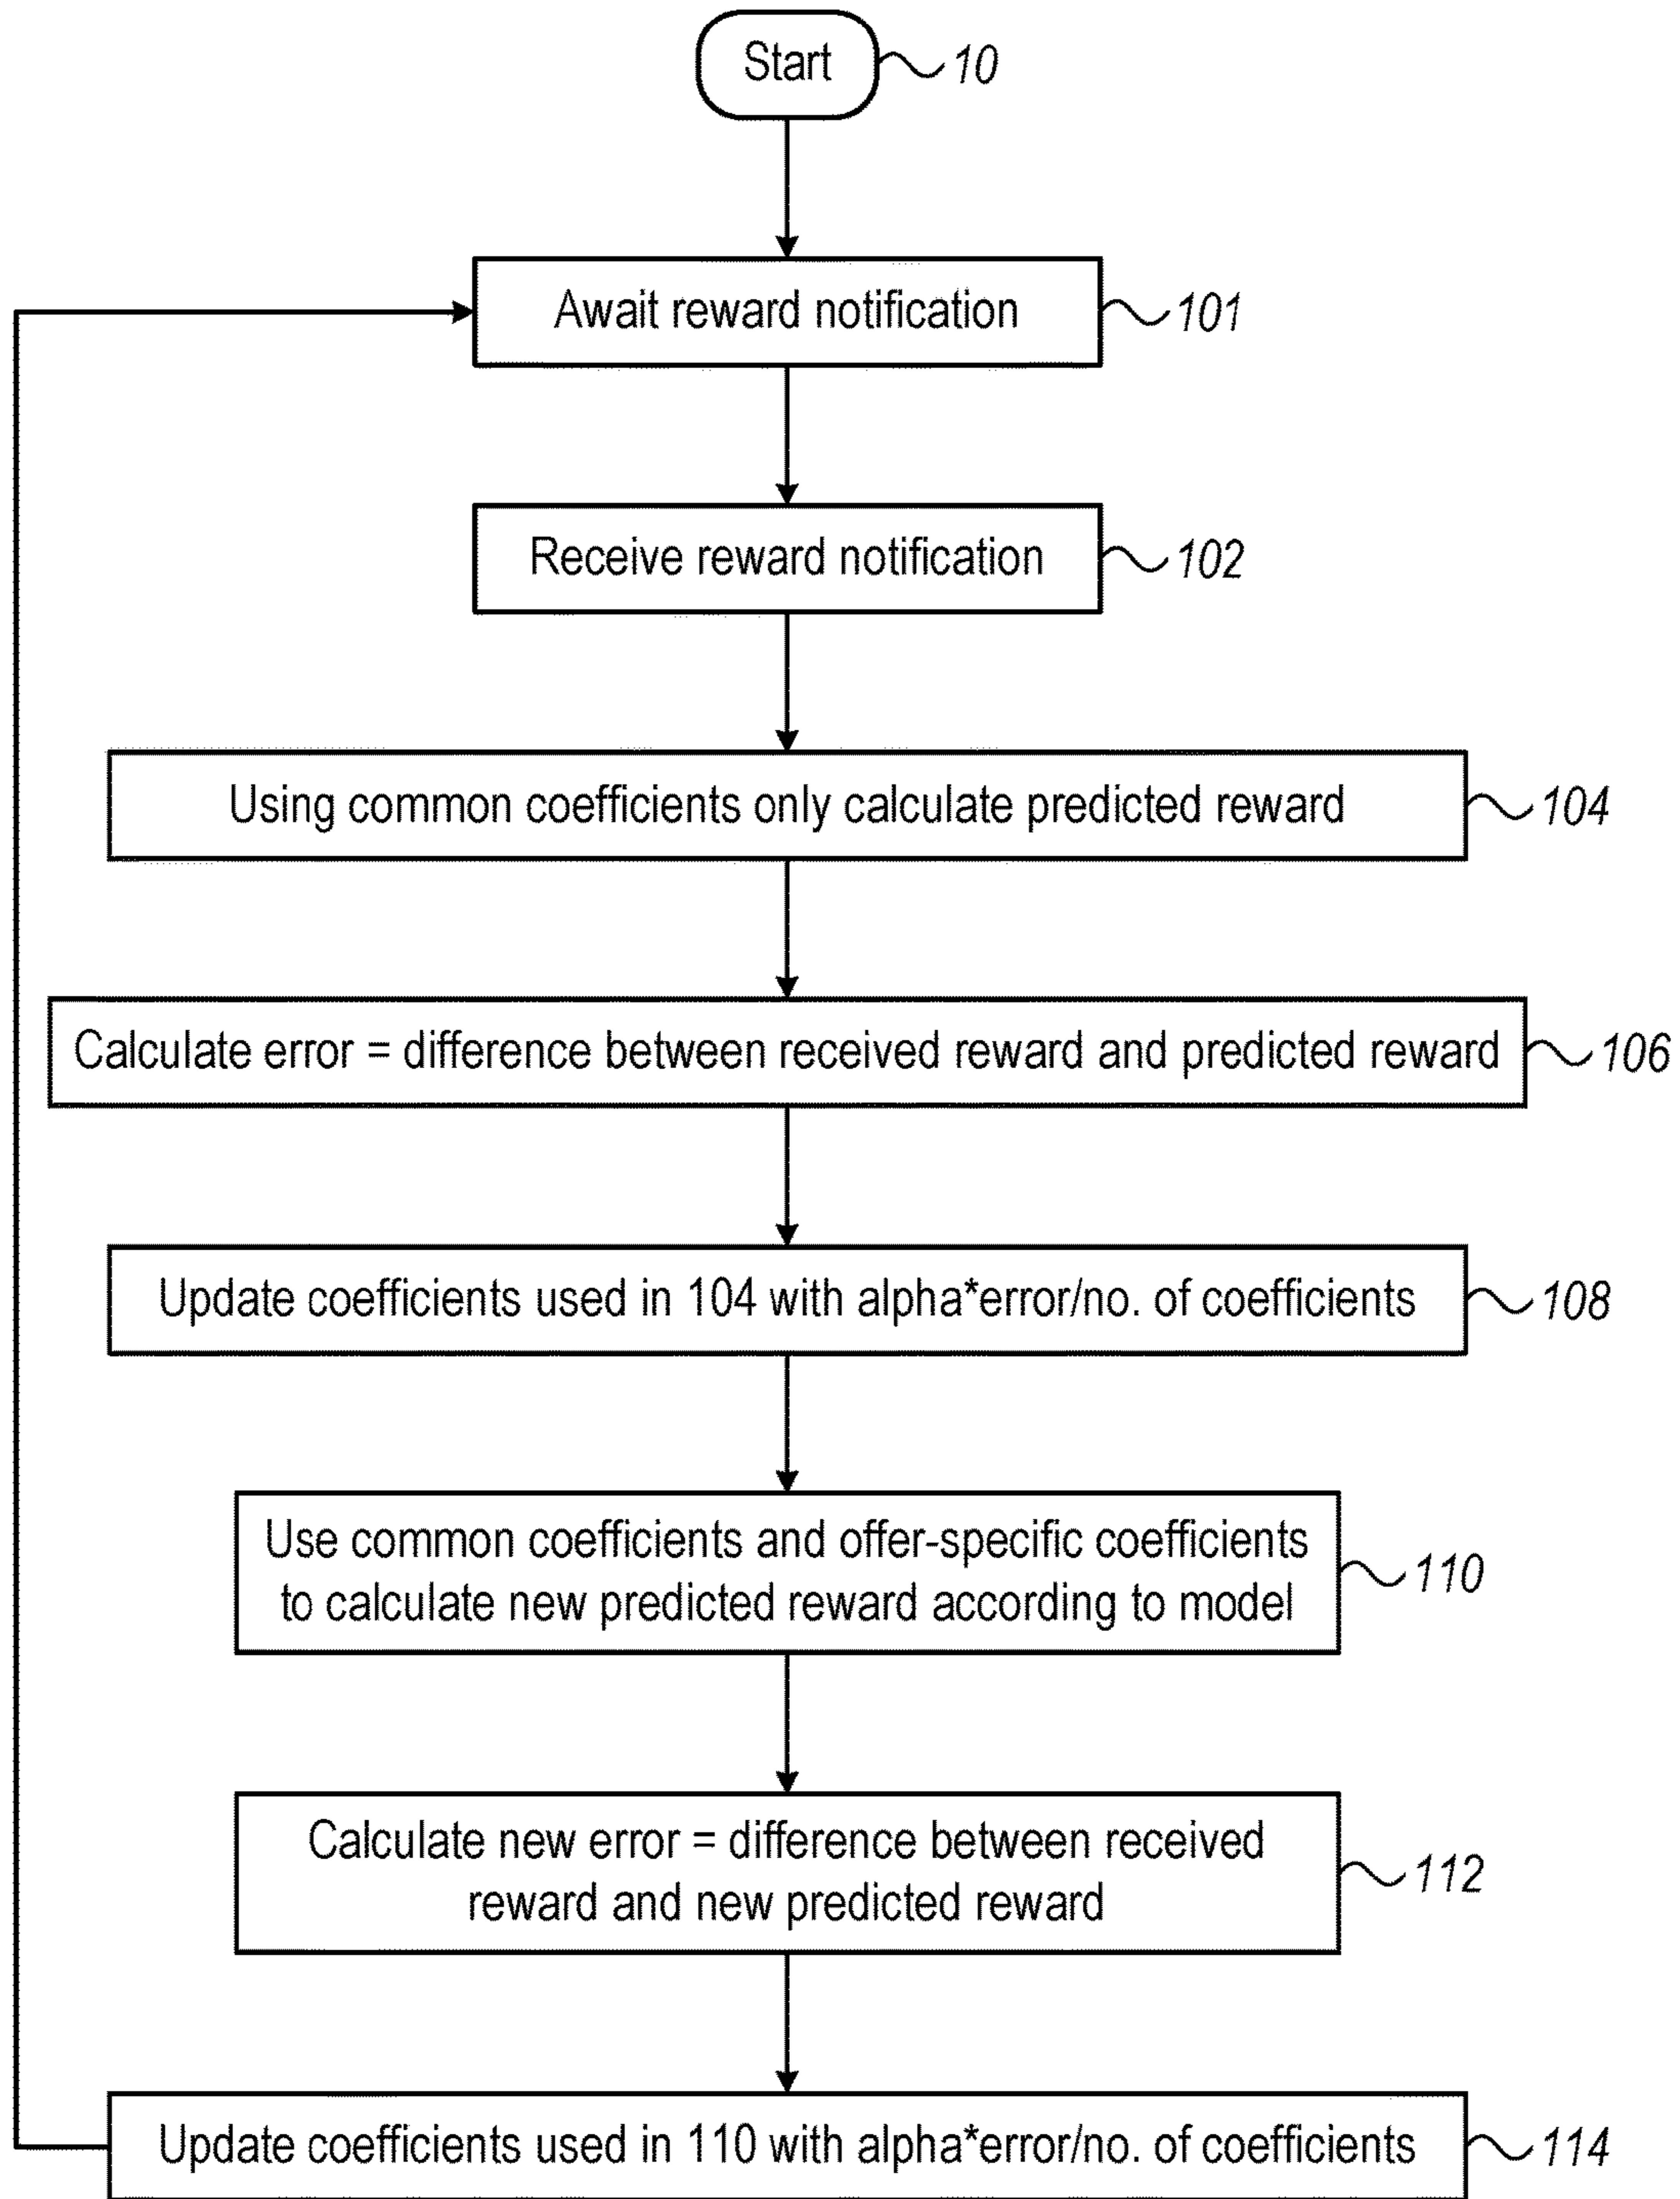 Start
10
Await reward notification
101
Receive reward notification
102
Using common coefficients only calculate predicted reward
104
Calculate error = difference between received reward and predicted reward
106
Update coefficients used in 104 with alpha*error/no. of coefficients
108
Use common coefficients and offer-specific coefficients
to calculate new predicted reward according to model
110
Calculate new error = difference between received
reward and new predicted reward
112
Update coefficients used in 110 with alpha*error/no. of coefficients
114